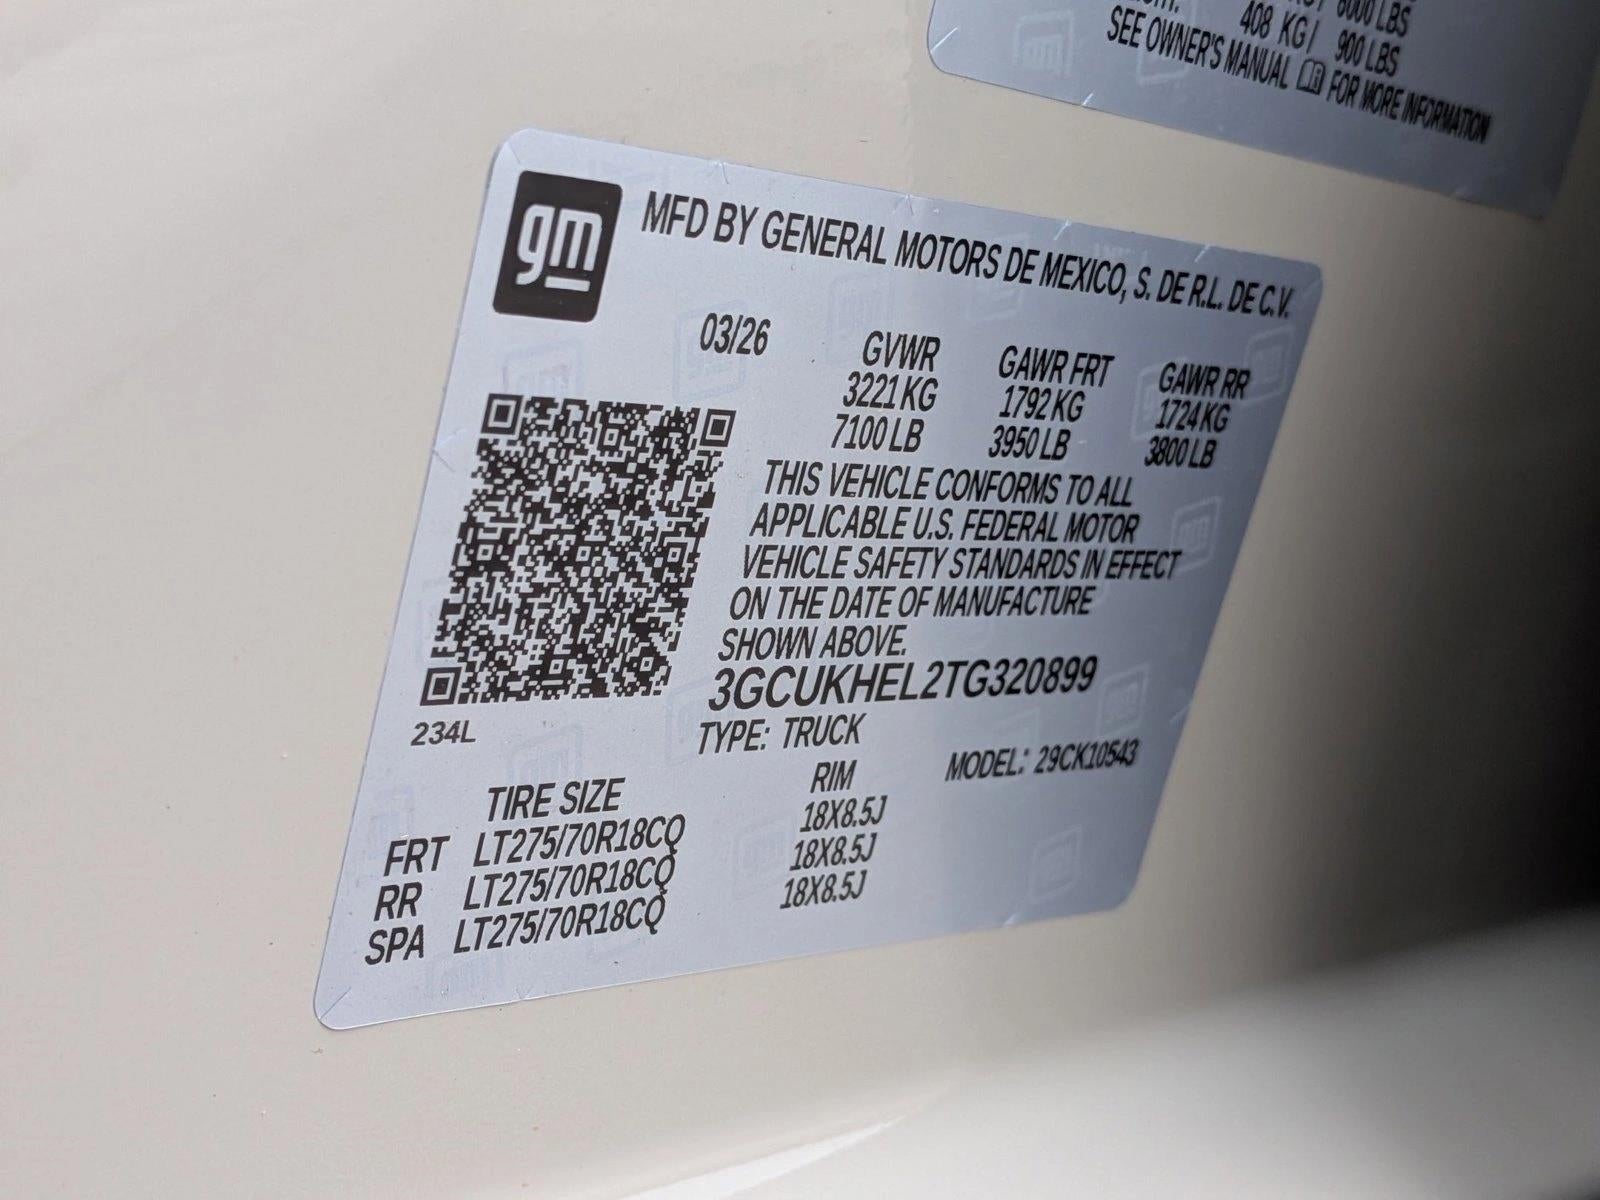 6000 LBS
408 KG/ 900 LBS
SEE OWNER'S MANUAL FOR MORE INFORMATION
gm
MFD BY GENERAL MOTORS DE MEXICO, S. DE R.L. DE C.V.
03/26 GVWR GAWR FRT GAWR RR
3221 KG 1792 KG 1724 KG
7100 LB 3950 LB 3800 LB
THIS VEHICLE CONFORMS TO ALL
APPLICABLE U.S. FEDERAL MOTOR
VEHICLE SAFETY STANDARDS IN EFFECT
ON THE DATE OF MANUFACTURE
SHOWN ABOVE.
3GCUKHEL2TG320899
234L
TYPE: TRUCK MODEL: 29CK10543
TIRE SIZE RIM
FRT LT275/70R18CQ 18X8.5J
RR LT275/70R18CQ 18X8.5J
SPA LT275/70R18CQ 18X8.5J